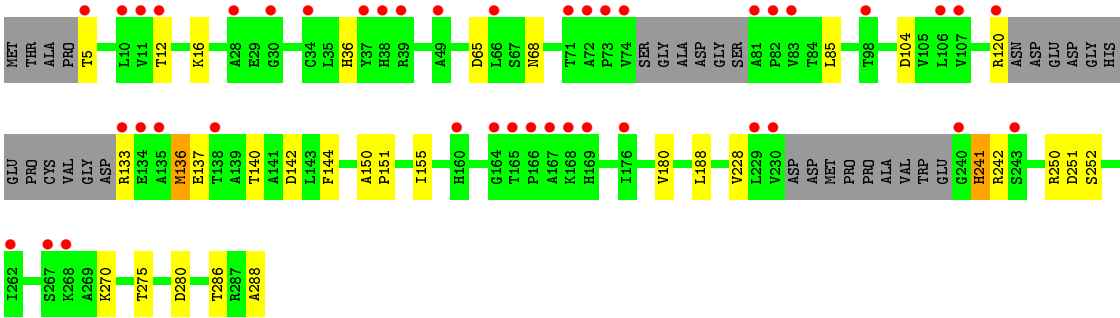 MET THR ALA PRO T5 L10 V11 T12 K16 A28 E29 G30 C34 L35 H36 Y37 H38 R39 A49 D65 L66 S67 N68 T71 A72 P73 V74 SER GLY ALA ASP GLY SER A81 P82 V83 T84 L85 T98 D104 V105 L106 V107 R120 ASN ASP GLU ASP GLY HIS
GLU PRO CYS VAL GLY ASP R133 E134 A135 M136 E137 T138 A139 T140 A141 D142 L143 F144 A150 P151 I155 H160 G164 T165 P166 A167 K168 H169 I176 V180 L188 V228 L229 V230 ASP ASP MET PRO PRO ALA VAL TRP GLU G240 H241 R242 S243 R250 D251 S252
I262 S267 K268 A269 K270 T275 D280 T286 R287 A288